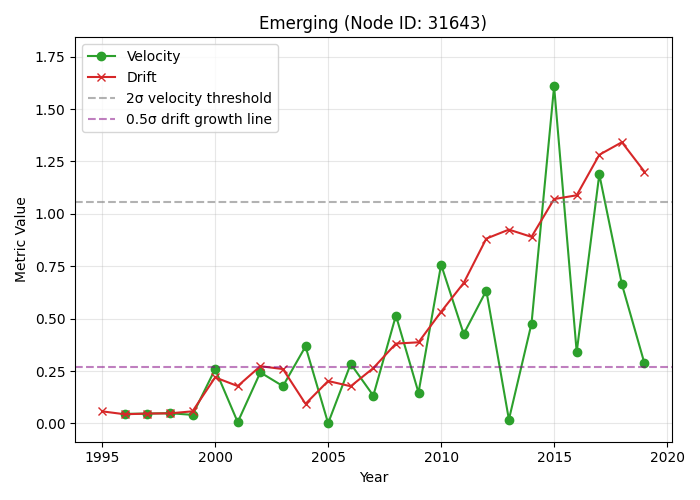 Emerging (Node ID: 31643)
Velocity
Drift
2σ velocity threshold
0.5σ drift growth line
Metric Value
1.75
1.50
1.25
1.00
0.75
0.50
0.25
0.00
1995 2000 2005 2010 2015 2020
Year